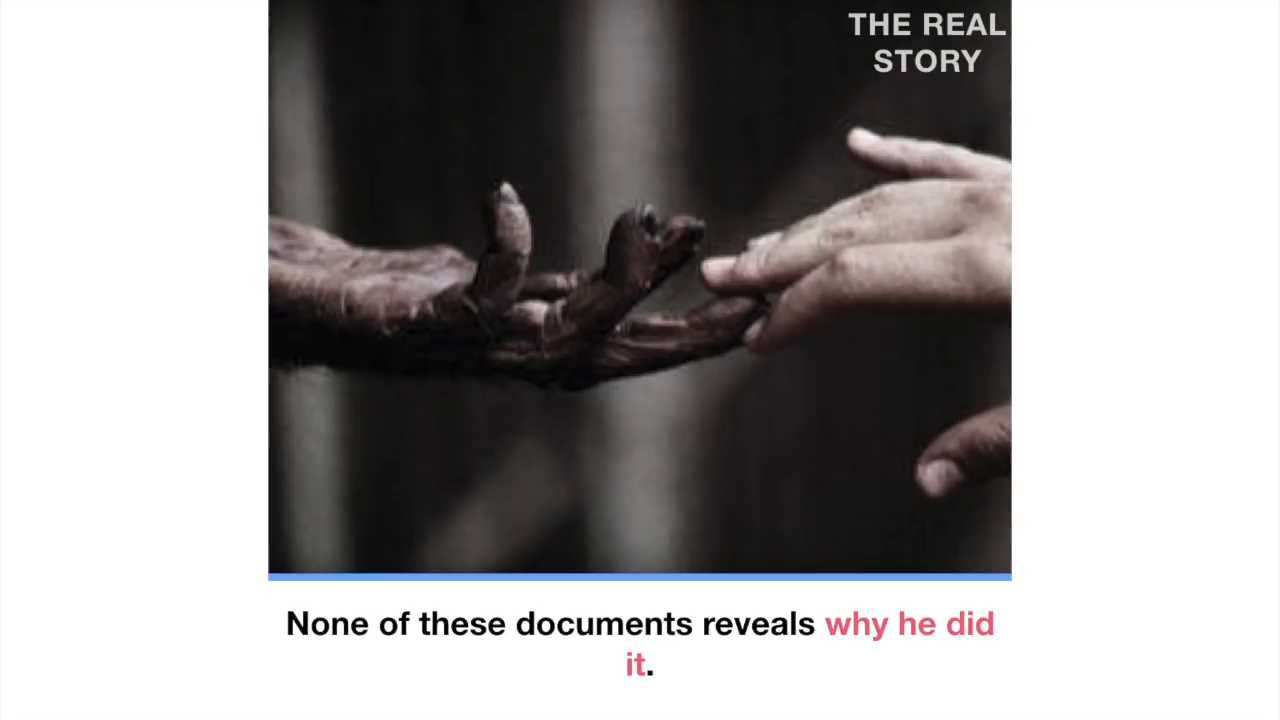 THE REAL
STORY
None of these documents reveals why he did
it.